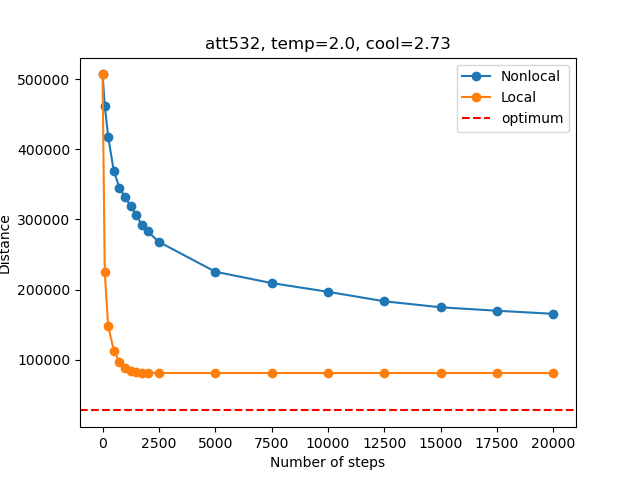 att532, temp=2.0, cool=2.73
500000
400000
300000
200000
100000
Distance
Nonlocal
Local
optimum
0 2500 5000 7500 10000 12500 15000 17500 20000
Number of steps